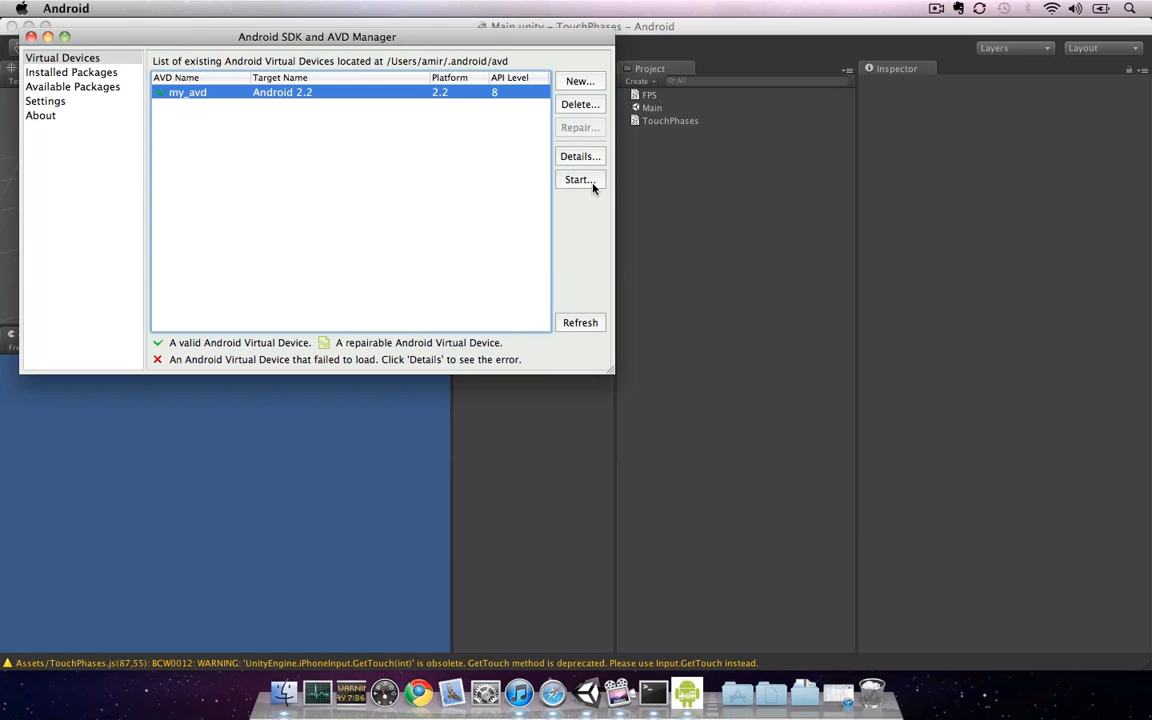 Android
Main.unity – TouchPhases – Android
Android SDK and AVD Manager
Layers
Layout
Virtual Devices
Installed Packages
Available Packages
Settings
About
List of existing Android Virtual Devices located at /Users/amir/.android/avd
AVD Name Target Name Platform API Level
my_avd Android 2.2 2.2 8
New...
Delete...
Repair...
Details...
Start...
Refresh
A valid Android Virtual Device. A repairable Android Virtual Device.
An Android Virtual Device that failed to load. Click 'Details' to see the error.
Project
Create
All
FPS
Main
TouchPhases
Inspector
Assets/TouchPhases.js(87,55): BCW0012: WARNING: 'UnityEngine.iPhoneInput.GetTouch(int)' is obsolete. GetTouch method is deprecated. Please use Input.GetTouch instead.